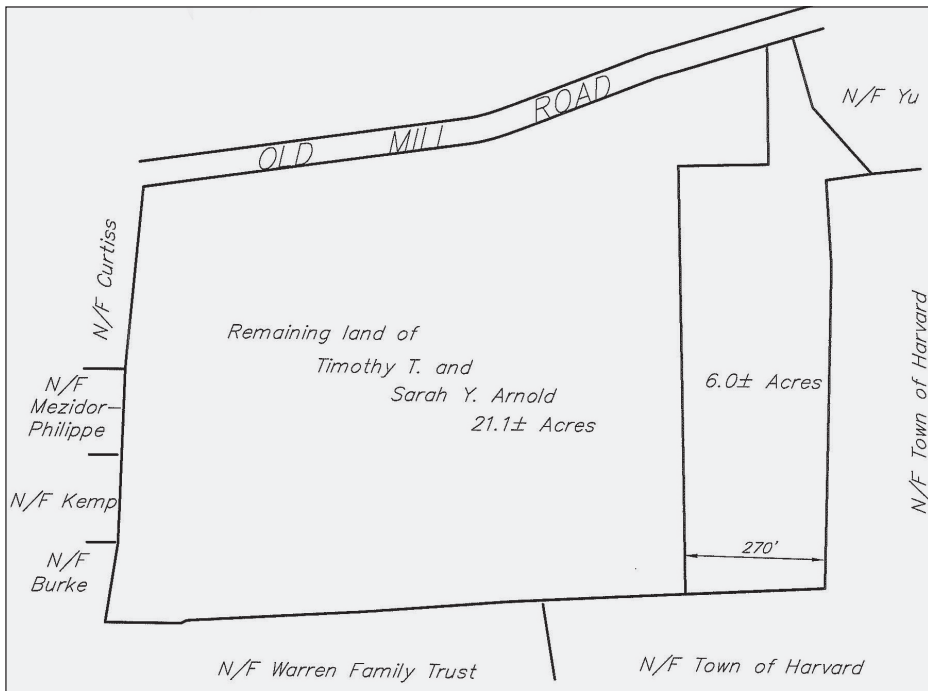 OLD MILL ROAD
N/F Yu
N/F Curtiss
Remaining land of
Timothy T. and
Sarah Y. Arnold
21.1± Acres
6.0± Acres
N/F Town of Harvard
N/F
Mezidor-
Philippe
N/F Kemp
N/F
Burke
270'
N/F Warren Family Trust
N/F Town of Harvard